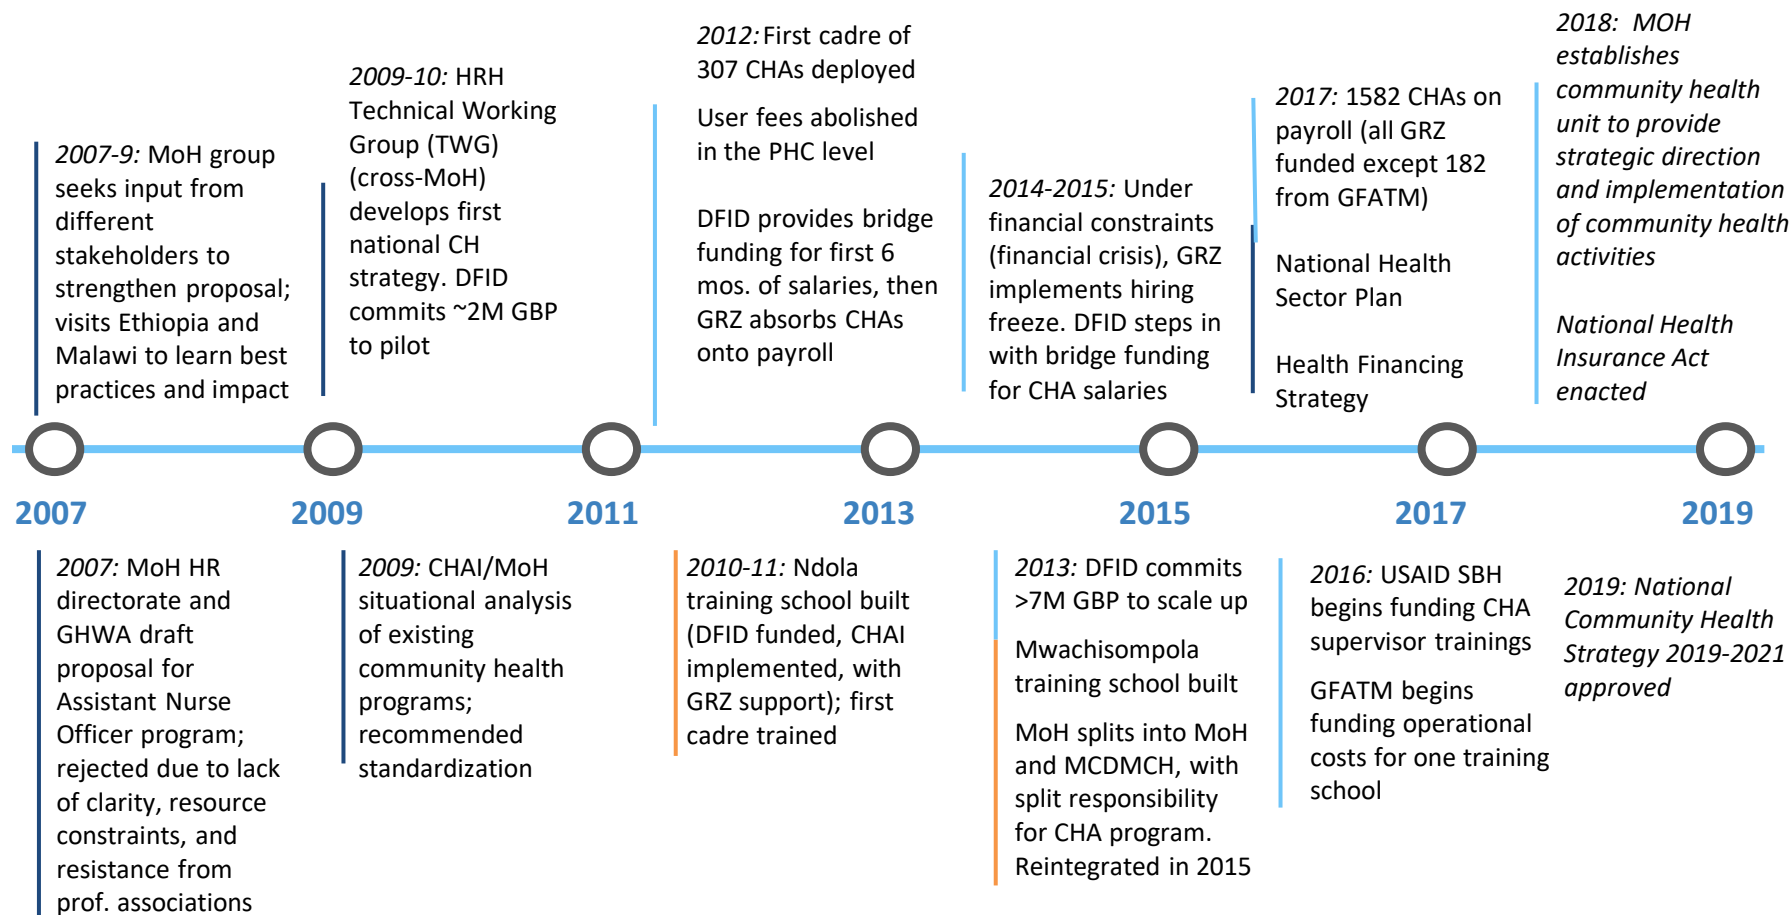 2007-9: MoH group
seeks input from
different
stakeholders to
strengthen proposal;
visits Ethiopia and
Malawi to learn best
practices and impact
2009-10: HRH
Technical Working
Group (TWG)
(cross-MoH)
develops first
national CH
strategy. DFID
commits ~2M GBP
to pilot
2012: First cadre of
307 CHAs deployed
User fees abolished
in the PHC level
DFID provides bridge
funding for first 6
mos. of salaries, then
GRZ absorbs CHAs
onto payroll
2014-2015: Under
financial constraints
(financial crisis), GRZ
implements hiring
freeze. DFID steps in
with bridge funding
for CHA salaries
2017: 1582 CHAs on
payroll (all GRZ
funded except 182
from GFATM)
National Health
Sector Plan
Health Financing
Strategy
2018: MOH
establishes
community health
unit to provide
strategic direction
and implementation
of community health
activities
National Health
Insurance Act
enacted
2007
2009
2011
2013
2015
2017
2019
2007: MoH HR
directorate and
GHWA draft
proposal for
Assistant Nurse
Officer program;
rejected due to lack
of clarity, resource
constraints, and
resistance from
prof. associations
2009: CHAI/MoH
situational analysis
of existing
community health
programs;
recommended
standardization
2010-11: Ndola
training school built
(DFID funded, CHAI
implemented, with
GRZ support); first
cadre trained
2013: DFID commits
>7M GBP to scale up
Mwachisompola
training school built
MoH splits into MoH
and MCDMCH, with
split responsibility
for CHA program.
Reintegrated in 2015
2016: USAID SBH
begins funding CHA
supervisor trainings
GFATM begins
funding operational
costs for one training
school
2019: National
Community Health
Strategy 2019-2021
approved